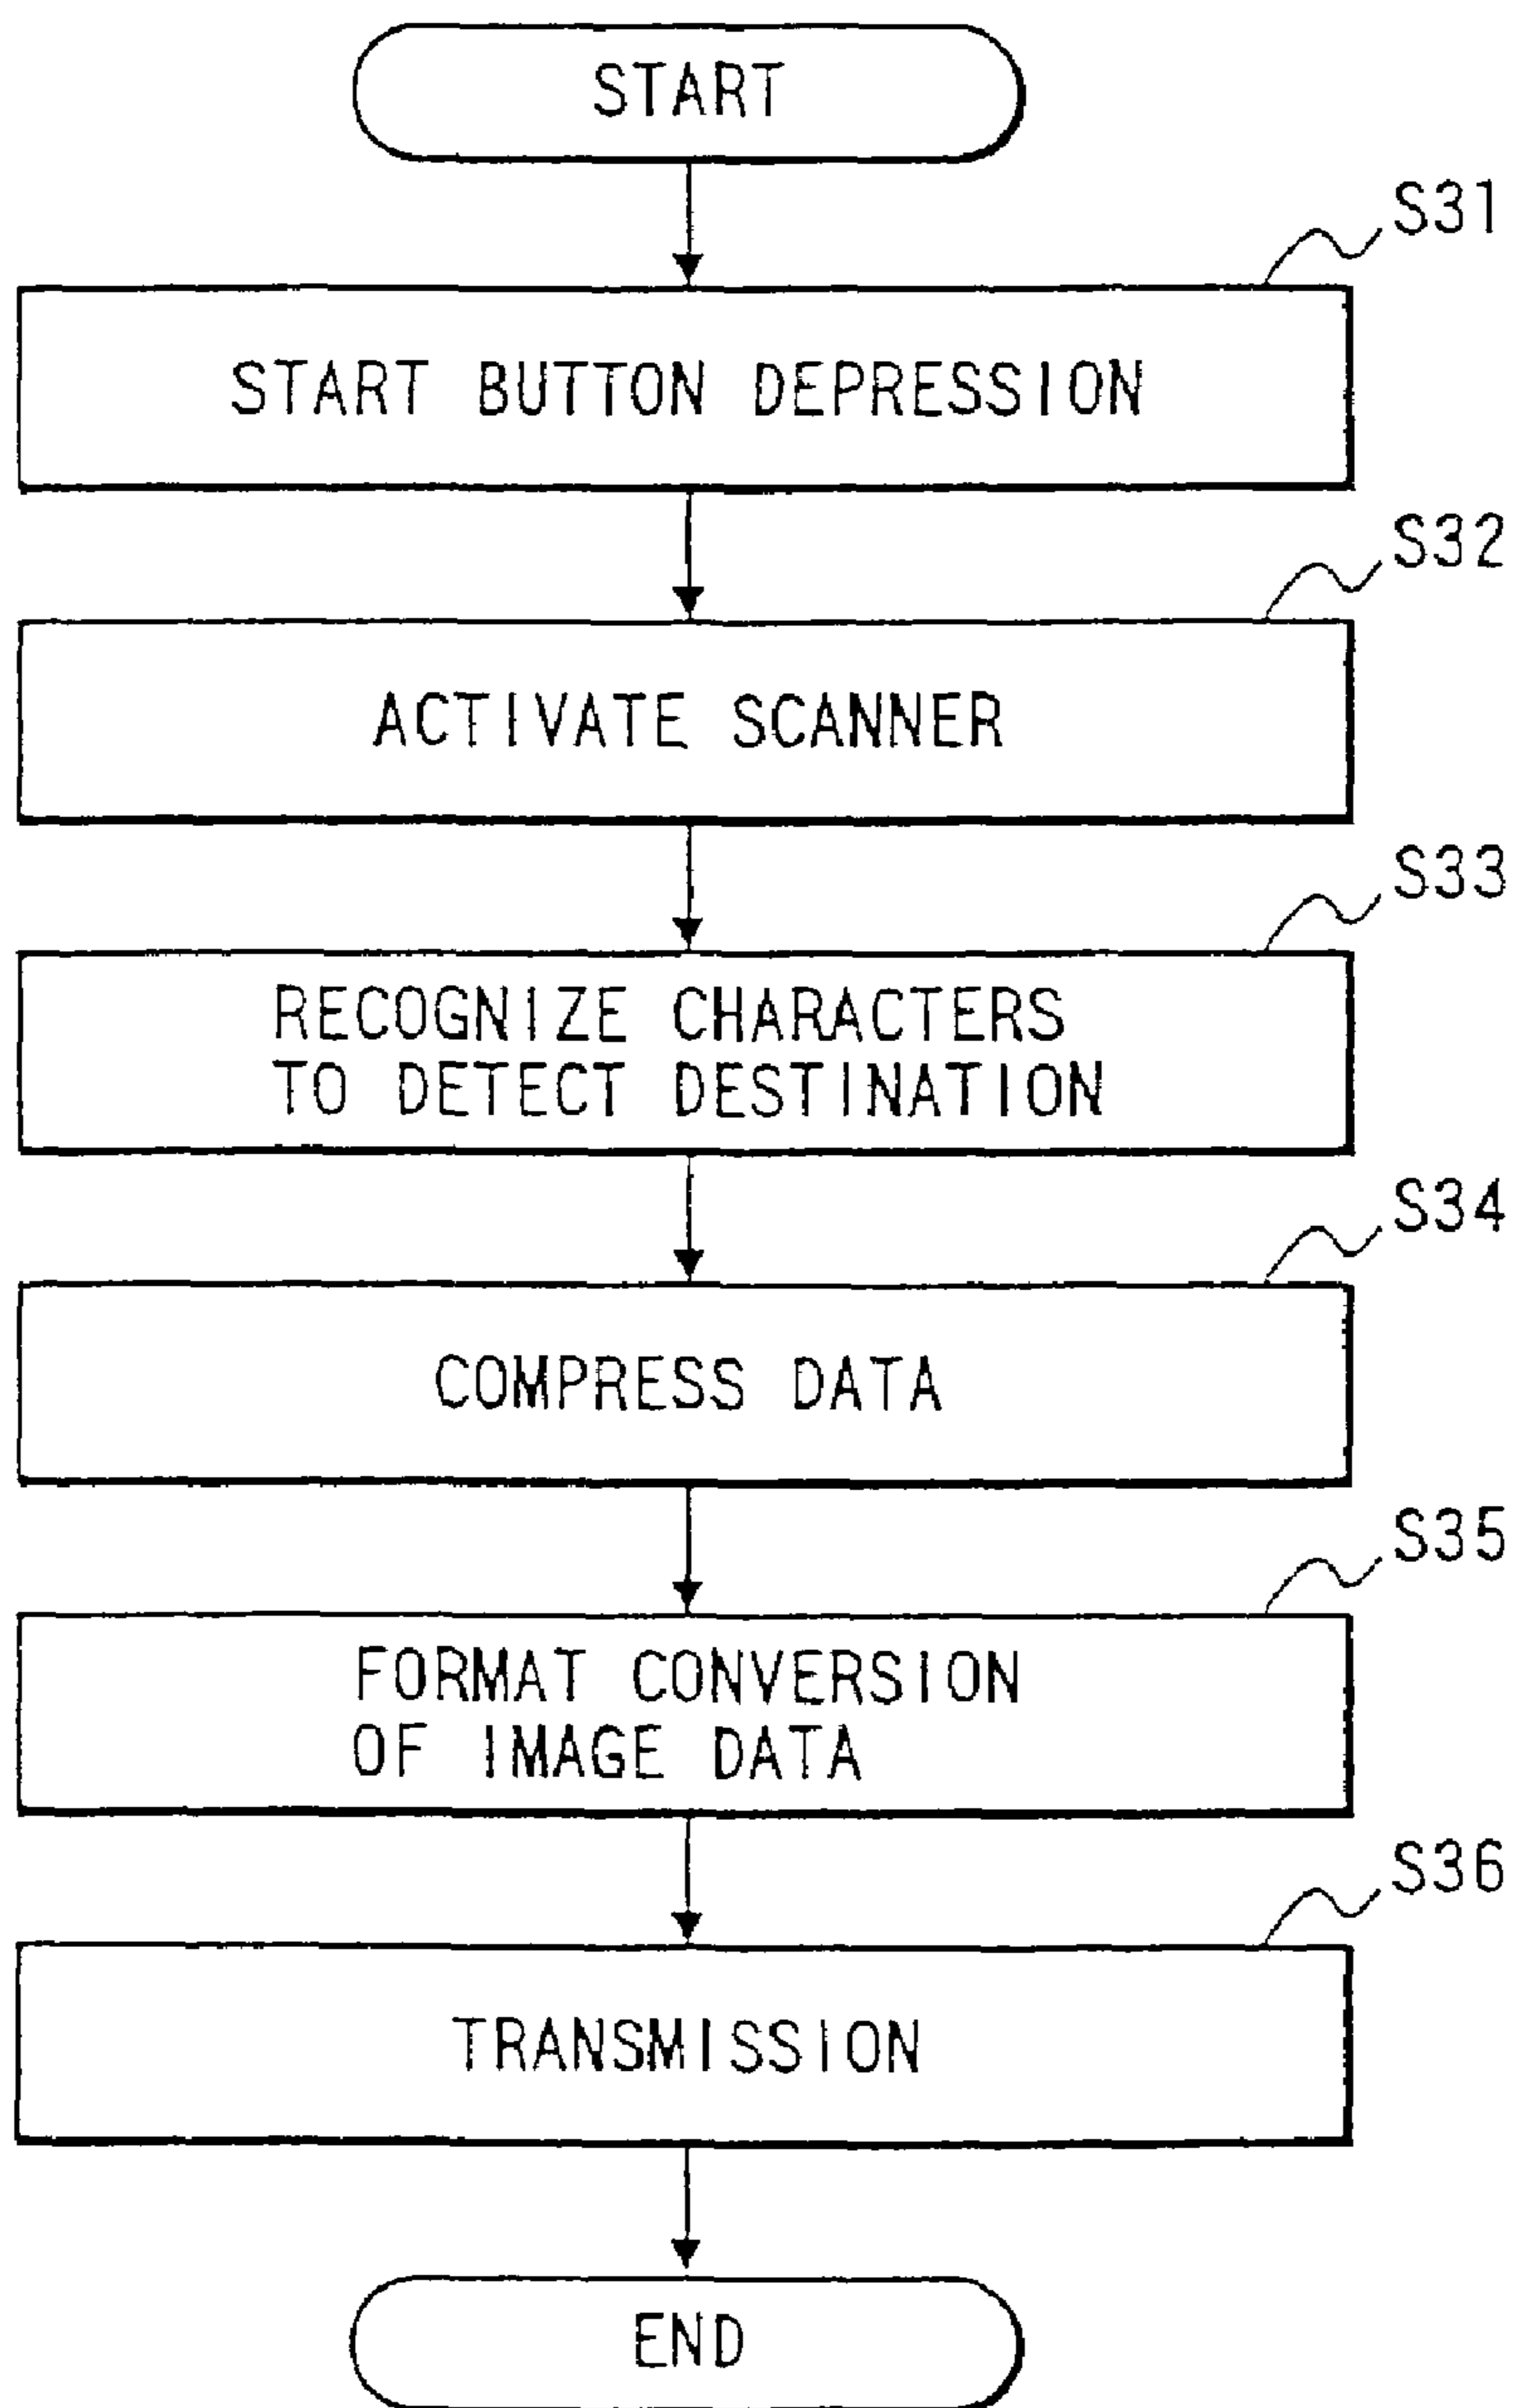 START
S31
START BUTTON DEPRESSION
S32
ACTIVATE SCANNER
S33
RECOGNIZE CHARACTERS
TO DETECT DESTINATION
S34
COMPRESS DATA
S35
FORMAT CONVERSION
OF IMAGE DATA
S36
TRANSMISSION
END